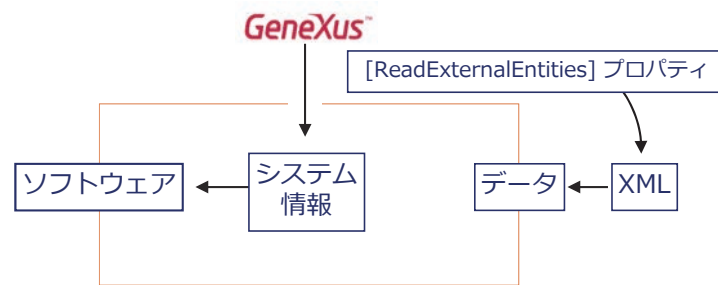 GeneXus™
[ReadExternalEntities] プロパティ
ソフトウェア
システム
情報
データ
XML